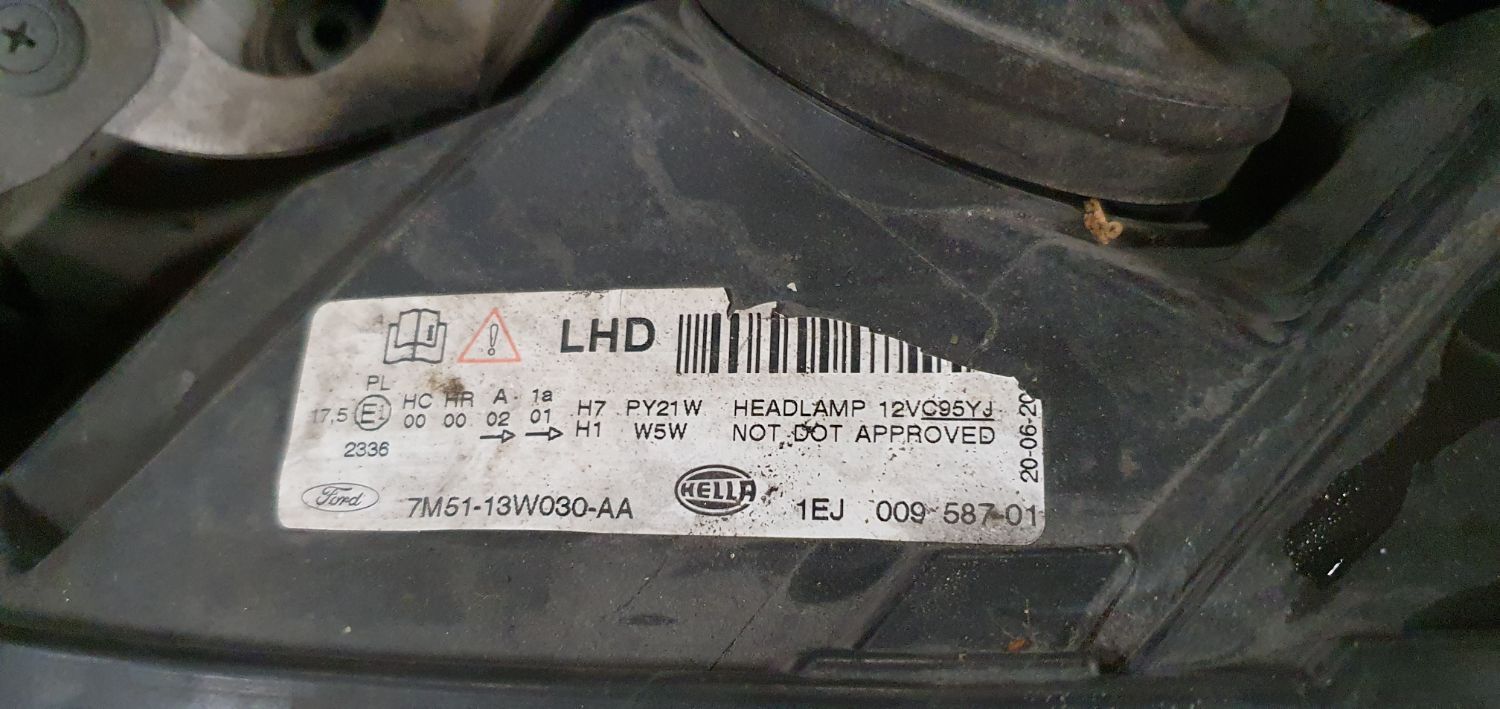 LHD
PL
HC HR A 1a
17,5 E1 00 00 02 01
2336
H7 PY21W HEADLAMP 12VC95YJ
H1 W5W NOT DOT APPROVED
20-06-20
Ford 7M51-13W030-AA HELLA 1EJ 009 587-01